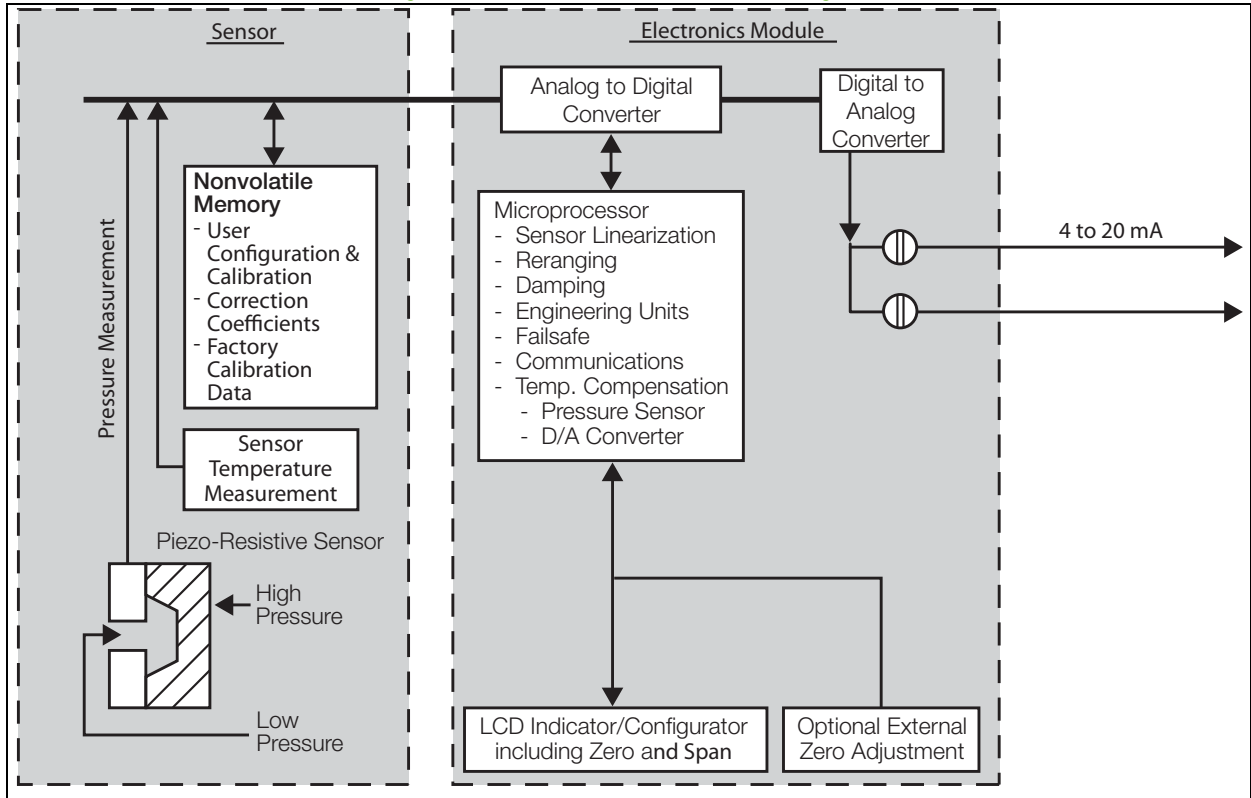 Sensor
Pressure Measurement
Nonvolatile
Memory
- User
Configuration &
Calibration
- Correction
Coefficients
- Factory
Calibration
Data
Sensor
Temperature
Measurement
Piezo-Resistive Sensor
High
Pressure
Low
Pressure
Electronics Module
Analog to Digital
Converter
Digital to
Analog
Converter
Microprocessor
- Sensor Linearization
- Reranging
- Damping
- Engineering Units
- Failsafe
- Communications
- Temp. Compensation
- Pressure Sensor
- D/A Converter
LCD Indicator/Configurator
including Zero and Span
Optional External
Zero Adjustment
4 to 20 mA